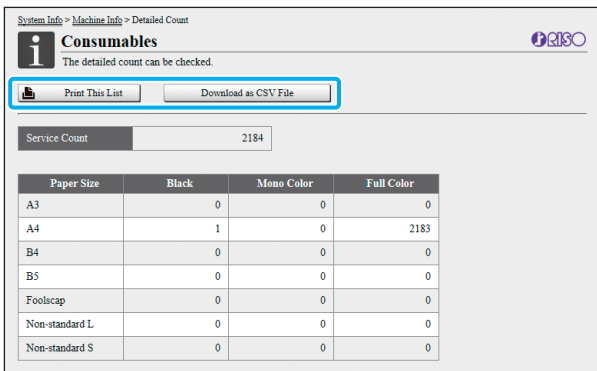 System Info > Machine Info > Detailed Count
Consumables
RISO
The detailed count can be checked.
Print This List Download as CSV File
Service Count 2184
Paper Size Black Mono Color Full Color
A3 0 0 0
A4 1 0 2183
B4 0 0 0
B5 0 0 0
Foolscap 0 0 0
Non-standard L 0 0 0
Non-standard S 0 0 0